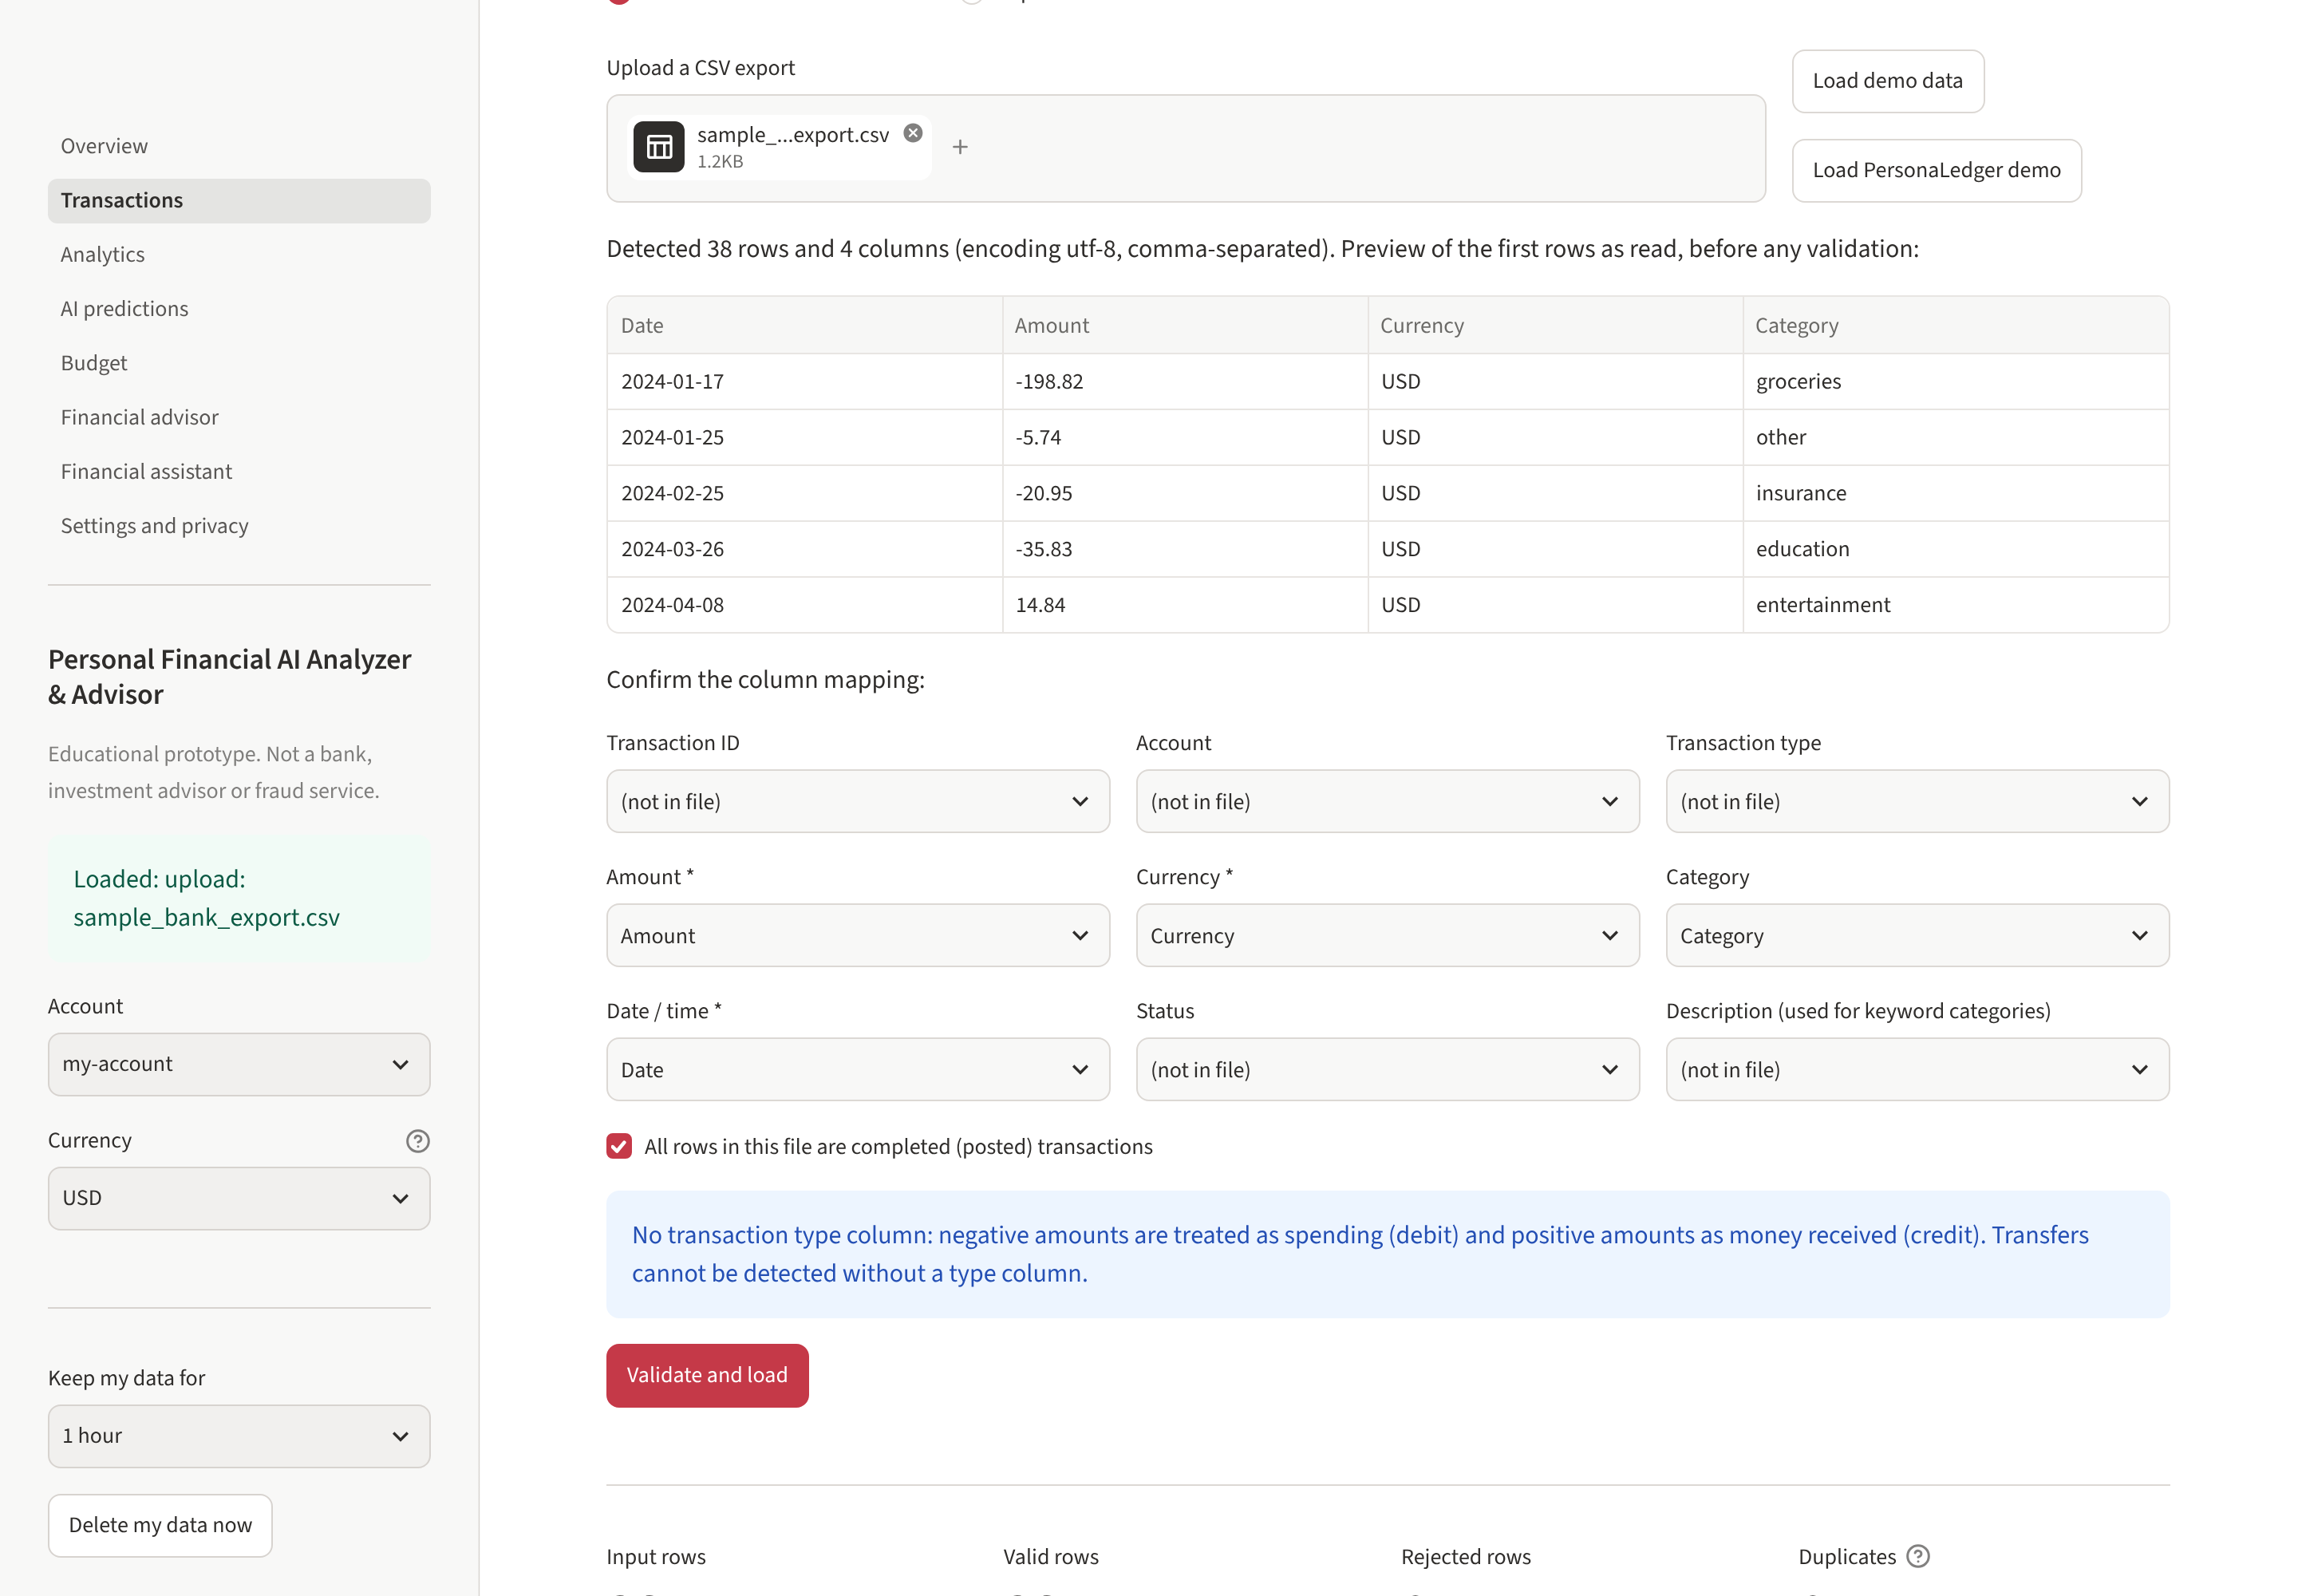 Overview
Transactions
Analytics
AI predictions
Budget
Financial advisor
Financial assistant
Settings and privacy
Personal Financial AI Analyzer
& Advisor
Educational prototype. Not a bank,
investment advisor or fraud service.
Loaded: upload:
sample_bank_export.csv
Account
my-account
Currency
USD
Keep my data for
1 hour
Delete my data now
Upload a CSV export
sample_...export.csv
1.2KB
Load demo data
Load PersonaLedger demo
Detected 38 rows and 4 columns (encoding utf-8, comma-separated). Preview of the first rows as read, before any validation:
Date Amount Currency Category
2024-01-17 -198.82 USD groceries
2024-01-25 -5.74 USD other
2024-02-25 -20.95 USD insurance
2024-03-26 -35.83 USD education
2024-04-08 14.84 USD entertainment
Confirm the column mapping:
Transaction ID Account Transaction type
(not in file) (not in file) (not in file)
Amount * Currency * Category
Amount Currency Category
Date / time * Status Description (used for keyword categories)
Date (not in file) (not in file)
All rows in this file are completed (posted) transactions
No transaction type column: negative amounts are treated as spending (debit) and positive amounts as money received (credit). Transfers
cannot be detected without a type column.
Validate and load
Input rows Valid rows Rejected rows Duplicates